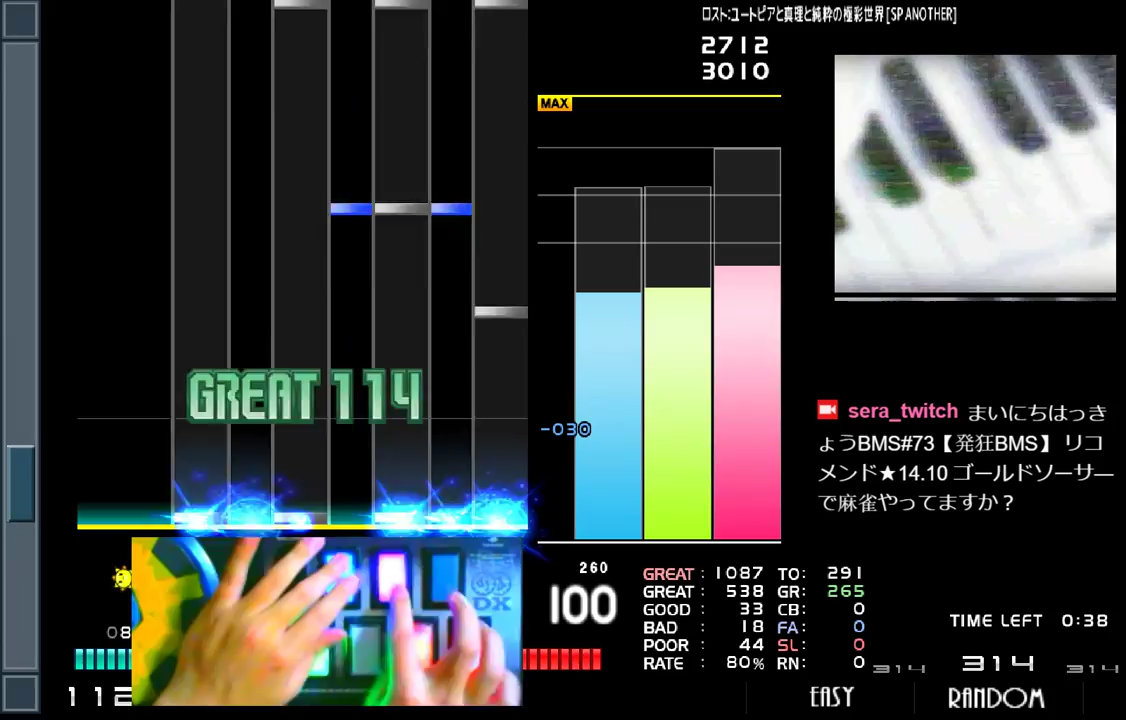 ロスト:ユートピアと真理と純粋の極彩世界 [SP ANOTHER]
2712
3010
MAX
GREAT 114
-030
sera_twitch まいにちはっき
ょうBMS#73【発狂BMS】 リコ
メンド★14.10 ゴールドソーサー
で麻雀やってますか？
260
100
GREAT : 1087 TO: 291
GREAT : 538 GR: 265
GOOD : 33 CB: 0
BAD : 18 FA: 0
POOR : 44 SL: 0
RATE : 80% RN: 0
TIME LEFT 0:38
314 314 314
EASY RANDOM
DX